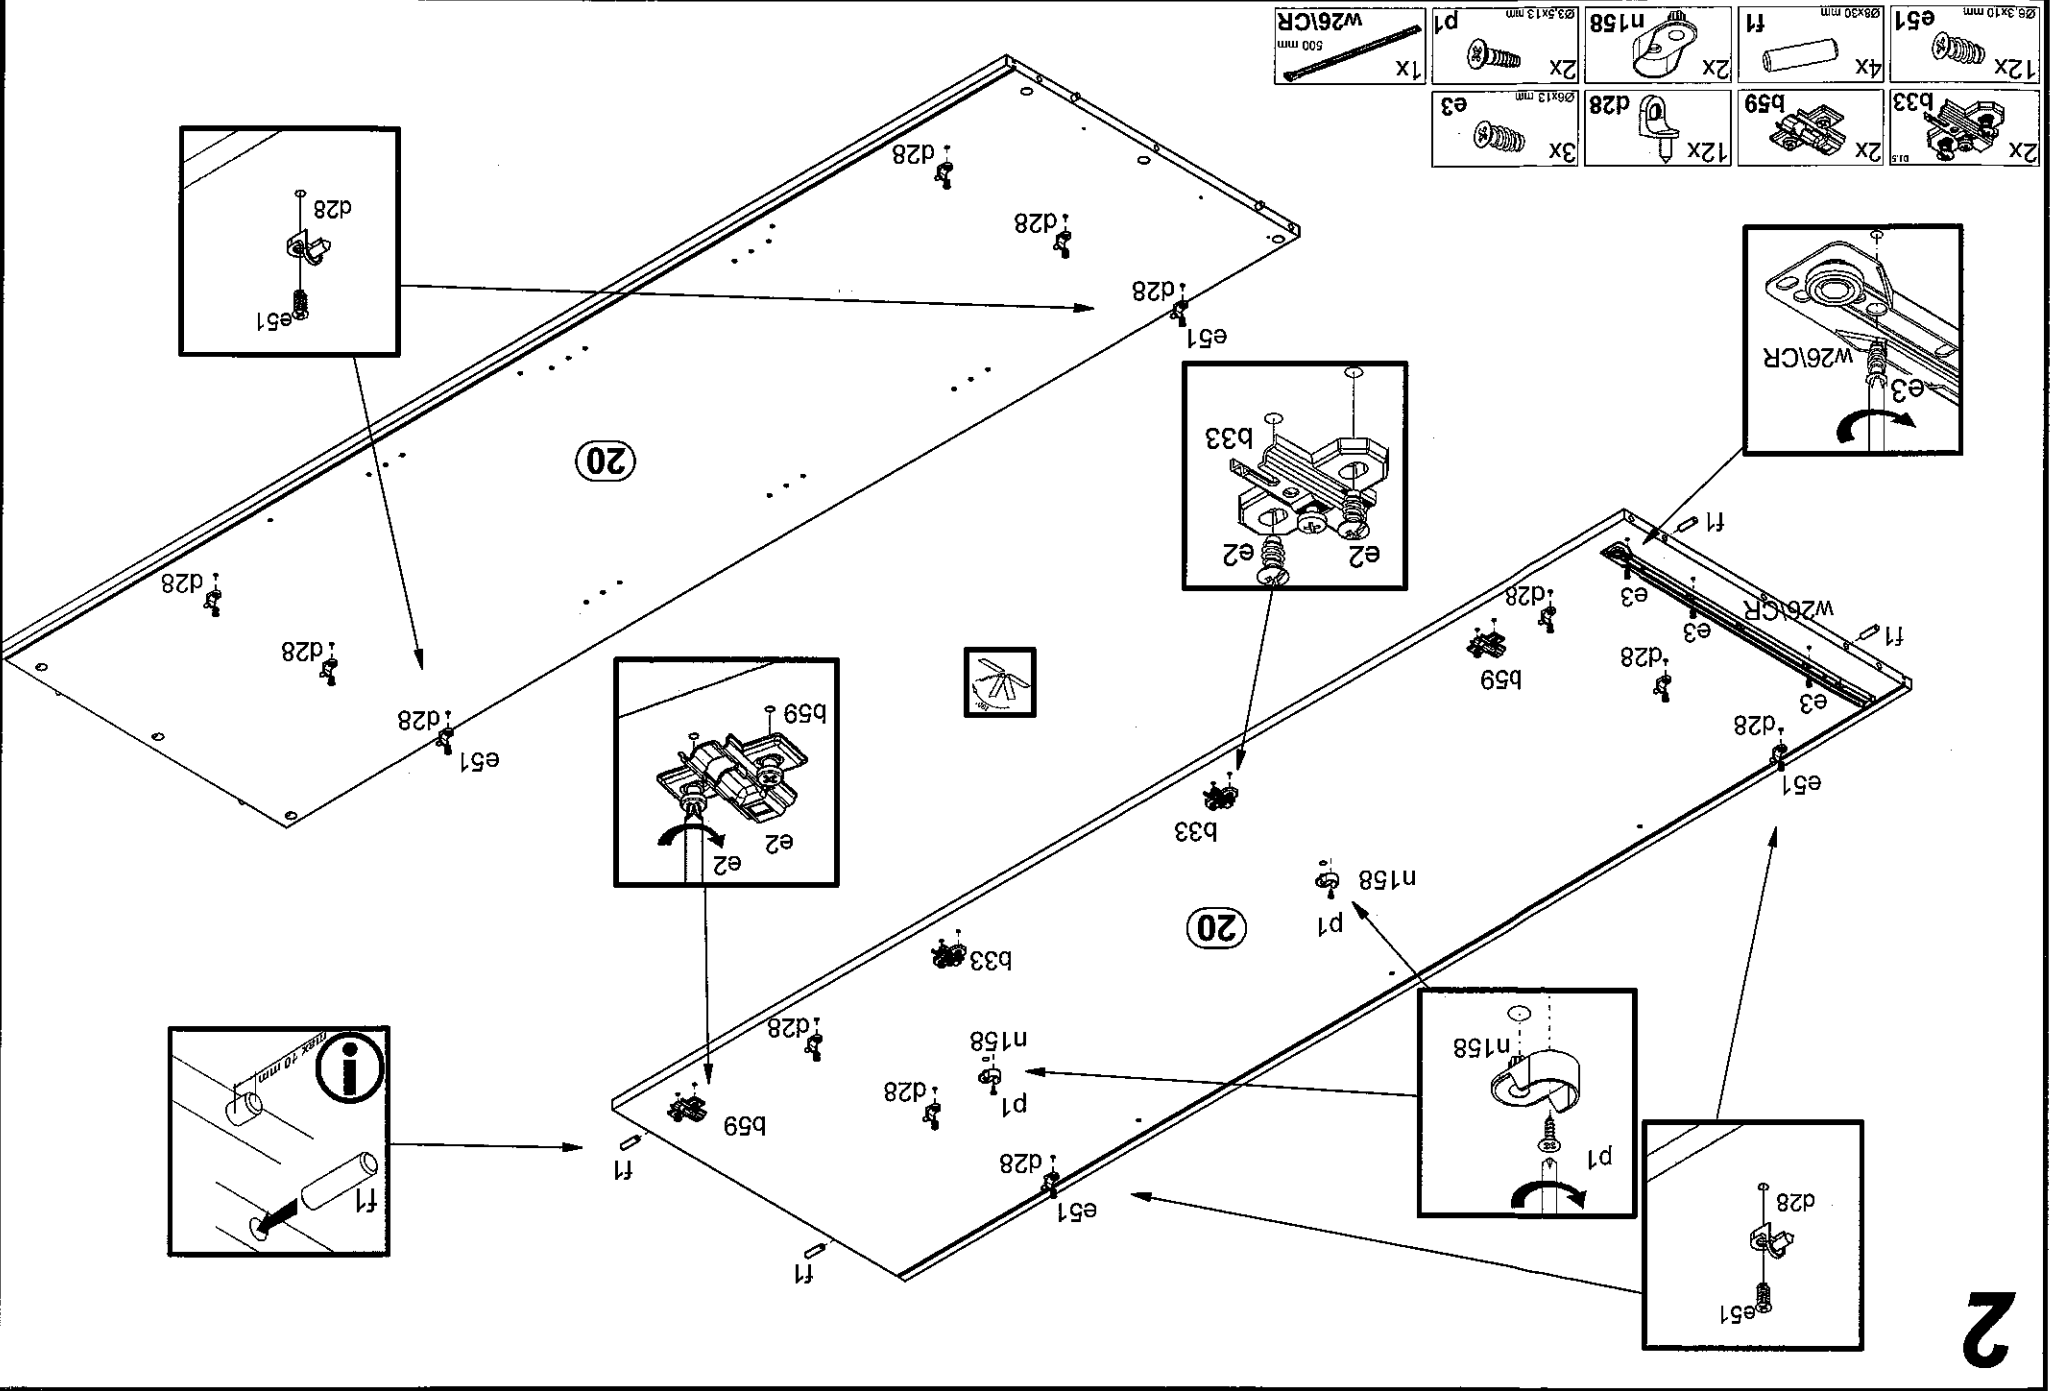 2
e51
f1
d28
f1
e51
p1
f1
d28
b59
p1
d28
max 10 mm
n158
n158
d28
b33
20
p1
n158
e2
e2
b33
e51
e51
d28
d28
b59
e3
b59
d28
d28
f1
e3
w26\CR
e3
d28
d28
e2
e2
f1
20
b33
e3
w26\CR
e51
e51
d28
d28
d28
d28
2x
D1.5
b33
2x
b59
12x
d28
3x
Ø6x13 mm
e3
12x
Ø6,3x10 mm
e51
4x
Ø8x30 mm
f1
2x
n158
2x
Ø3,5x13 mm
p1
1x
500 mm
w26\CR